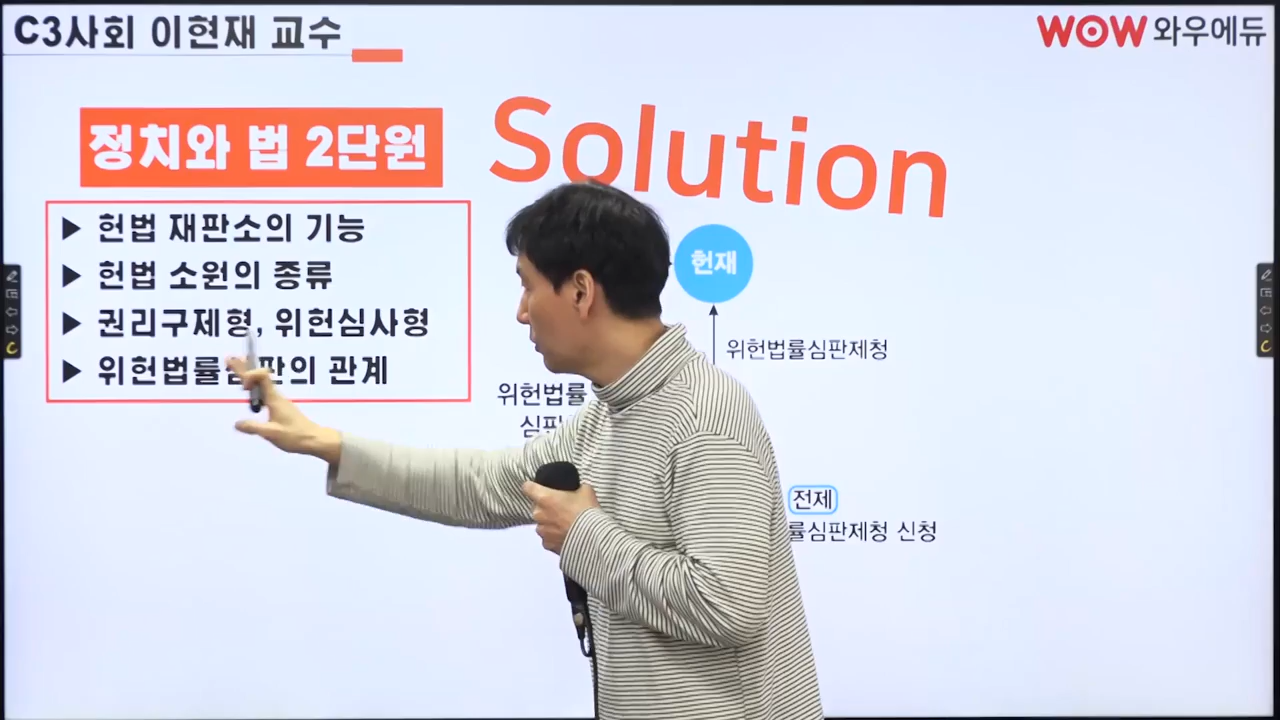 C3사회 이현재 교수
WOW 와우에듀
정치와 법 2단원
Solution
▶ 헌법 재판소의 기능
▶ 헌법 소원의 종류
▶ 권리구제형, 위헌심사형
▶ 위헌법률심판의 관계
헌재
위헌법률심판제청
위헌법률
심판
전제
률심판제청 신청